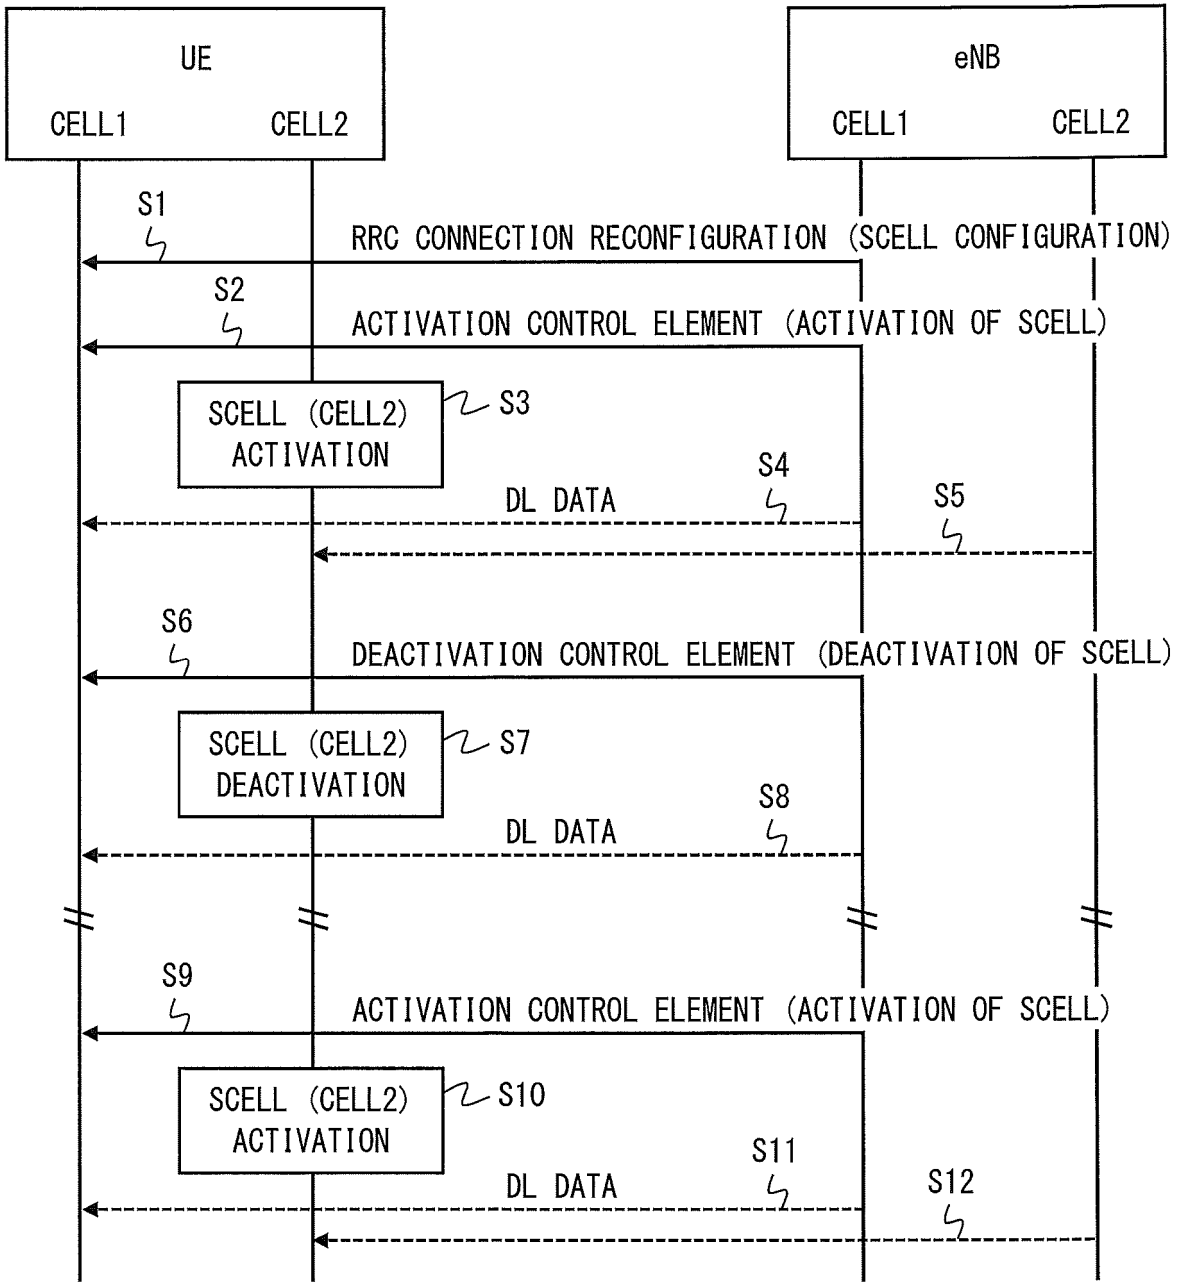 UE
eNB
CELL1
CELL2
CELL1
CELL2
S1
RRC CONNECTION RECONFIGURATION (SCELL CONFIGURATION)
S2
ACTIVATION CONTROL ELEMENT (ACTIVATION OF SCELL)
SCELL (CELL2)
ACTIVATION
S3
DL DATA
S4
S5
S6
DEACTIVATION CONTROL ELEMENT (DEACTIVATION OF SCELL)
SCELL (CELL2)
DEACTIVATION
S7
DL DATA
S8
S9
ACTIVATION CONTROL ELEMENT (ACTIVATION OF SCELL)
SCELL (CELL2)
ACTIVATION
S10
DL DATA
S11
S12